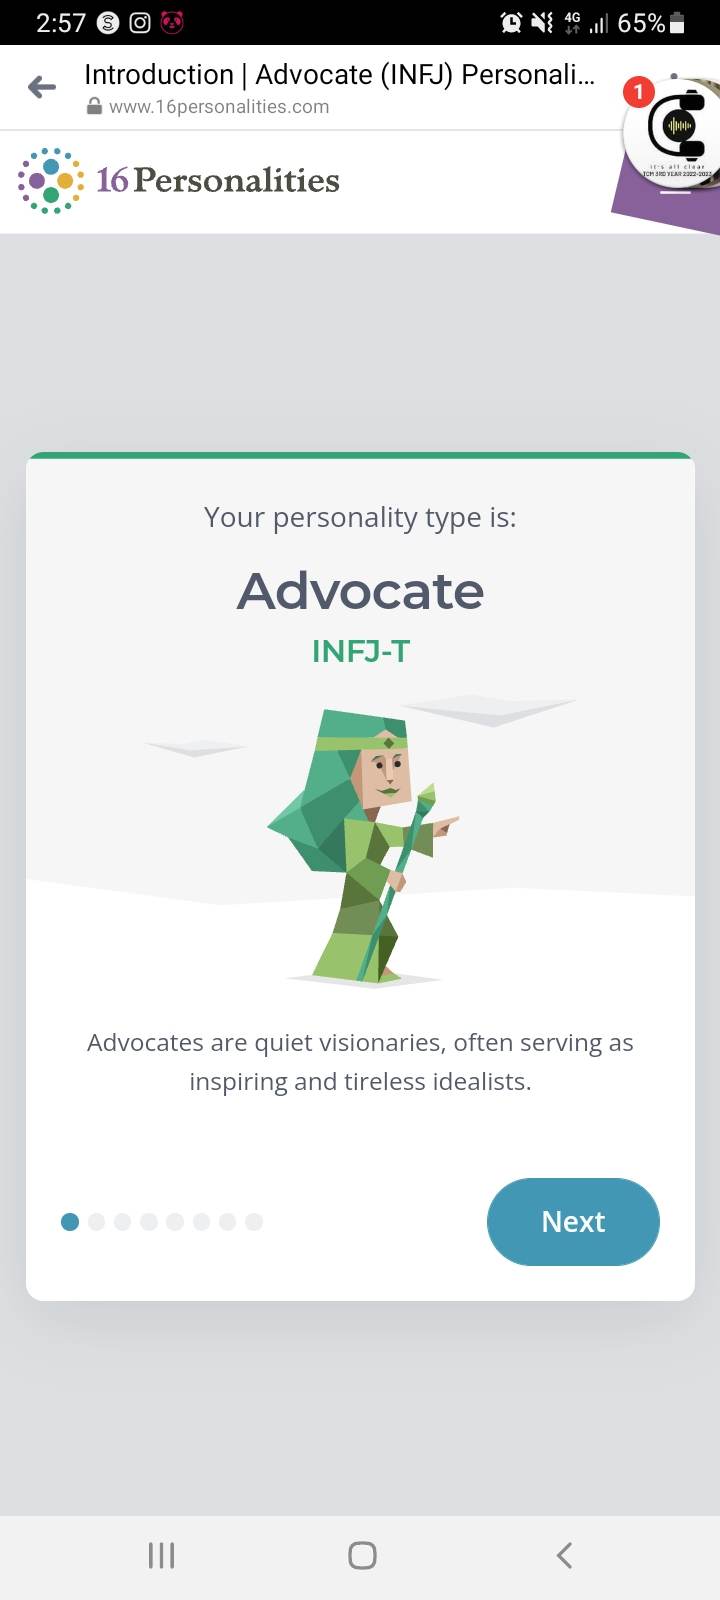 2:57 4G 65%
Introduction | Advocate (INFJ) Personali...
www.16personalities.com
1
it's all clear
TCM 3RD YEAR 2022-2023
16Personalities
Your personality type is:
Advocate
INFJ-T
Advocates are quiet visionaries, often serving as
inspiring and tireless idealists.
Next